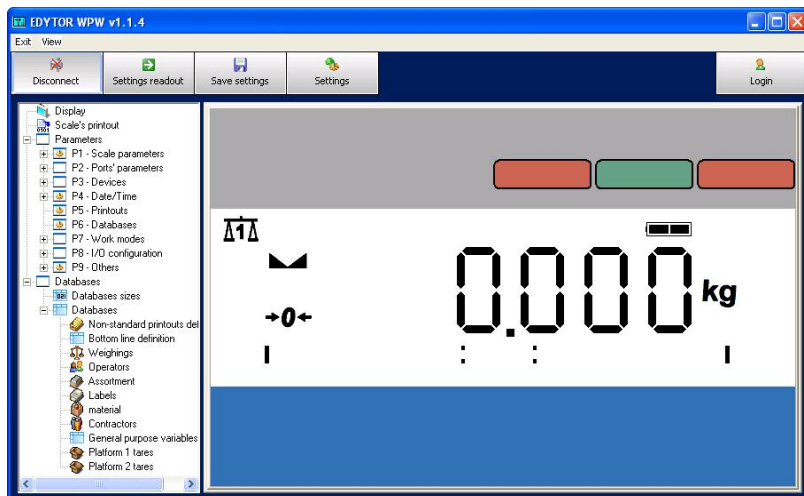 EDYTOR WPW v1.1.4
Exit View
Disconnect Settings readout Save settings Settings Login
Display
Scale's printout
Parameters
P1 - Scale parameters
P2 - Ports' parameters
P3 - Devices
P4 - Date/Time
P5 - Printouts
P6 - Databases
P7 - Work modes
P8 - I/O configuration
P9 - Others
Databases
Databases sizes
Databases
Non-standard printouts del
Bottom line definition
Weighings
Operators
Assortment
Labels
material
Contractors
General purpose variables
Platform 1 tares
Platform 2 tares
1
0.000 kg
→0←
I : : I